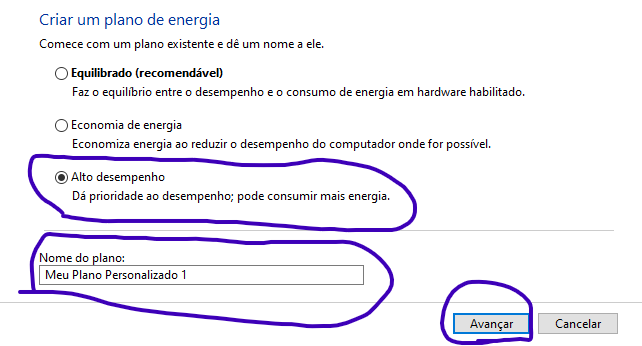 Criar um plano de energia
Comece com um plano existente e dê um nome a ele.
Equilibrado (recomendável)
Faz o equilíbrio entre o desempenho e o consumo de energia em hardware habilitado.
Economia de energia
Economiza energia ao reduzir o desempenho do computador onde for possível.
Alto desempenho
Dá prioridade ao desempenho; pode consumir mais energia.
Nome do plano:
Meu Plano Personalizado 1
Avançar
Cancelar